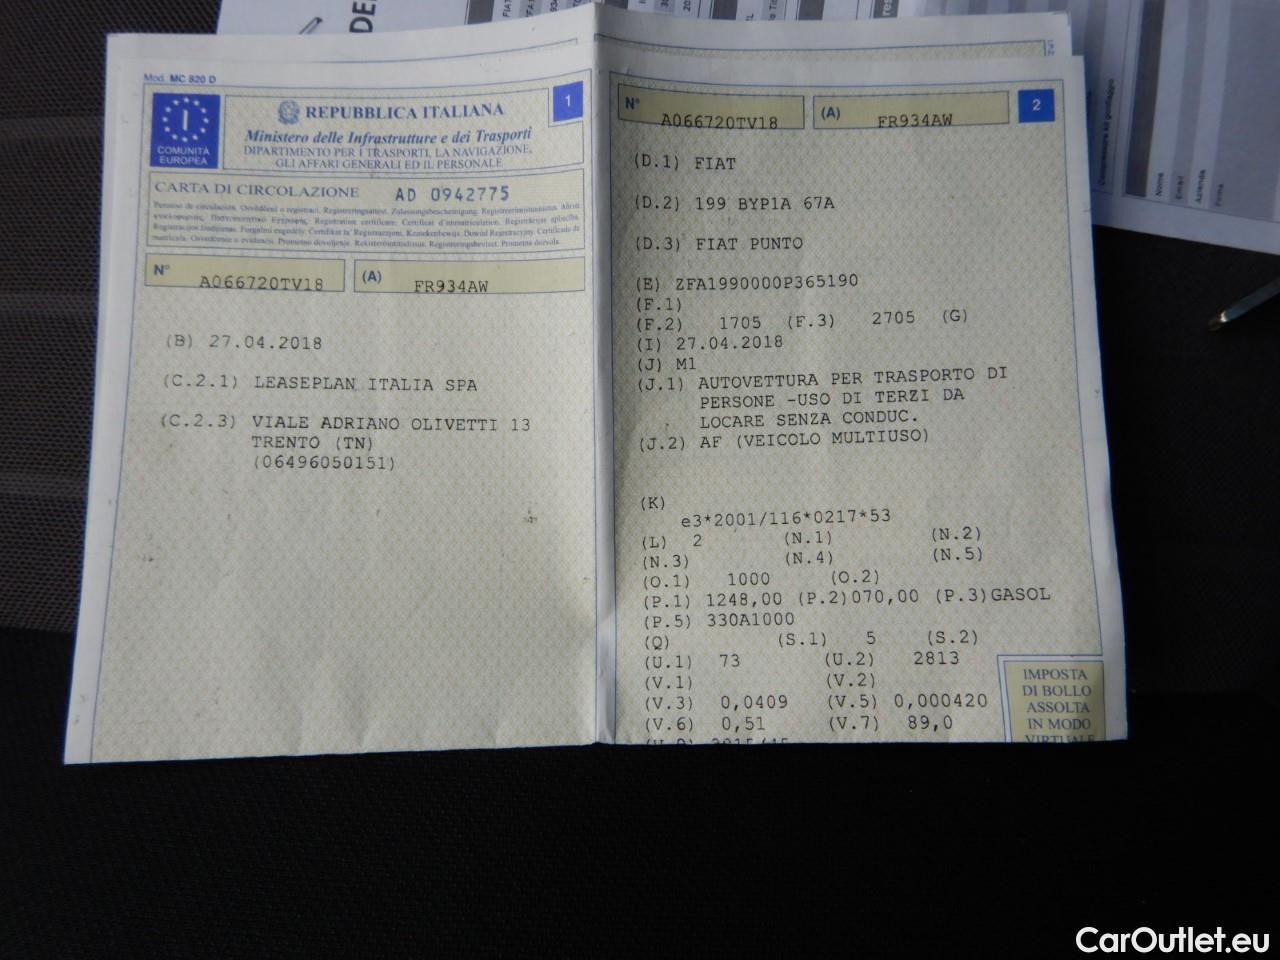 Mod. MC 820 D
I
COMUNITÀ
EUROPEA
REPUBBLICA ITALIANA
1
Ministero delle Infrastrutture e dei Trasporti
DIPARTIMENTO PER I TRASPORTI, LA NAVIGAZIONE,
GLI AFFARI GENERALI ED IL PERSONALE
CARTA DI CIRCOLAZIONE AD 0942775
N° A066720TV18 (A) FR934AW
(B) 27.04.2018
(C.2.1) LEASEPLAN ITALIA SPA
(C.2.3) VIALE ADRIANO OLIVETTI 13
TRENTO (TN)
(06496050151)
N° A066720TV18 (A) FR934AW 2
(D.1) FIAT
(D.2) 199 BYP1A 67A
(D.3) FIAT PUNTO
(E) ZFA1990000P365190
(F.1)
(F.2) 1705 (F.3) 2705 (G)
(I) 27.04.2018
(J) M1
(J.1) AUTOVETTURA PER TRASPORTO DI
PERSONE -USO DI TERZI DA
LOCARE SENZA CONDUC.
(J.2) AF (VEICOLO MULTIUSO)
(K)
e3*2001/116*0217*53
(L) 2 (N.1) (N.2)
(N.3) (N.4) (N.5)
(O.1) 1000 (O.2)
(P.1) 1248,00 (P.2)070,00 (P.3)GASOL
(P.5) 330A1000
(Q) (S.1) 5 (S.2)
(U.1) 73 (U.2) 2813
(V.1) (V.2)
(V.3) 0,0409 (V.5) 0,000420
(V.6) 0,51 (V.7) 89,0
IMPOSTA
DI BOLLO
ASSOLTA
IN MODO
VIRTUALE
Nome
Email
Azienda
Firma
CarOutlet.eu